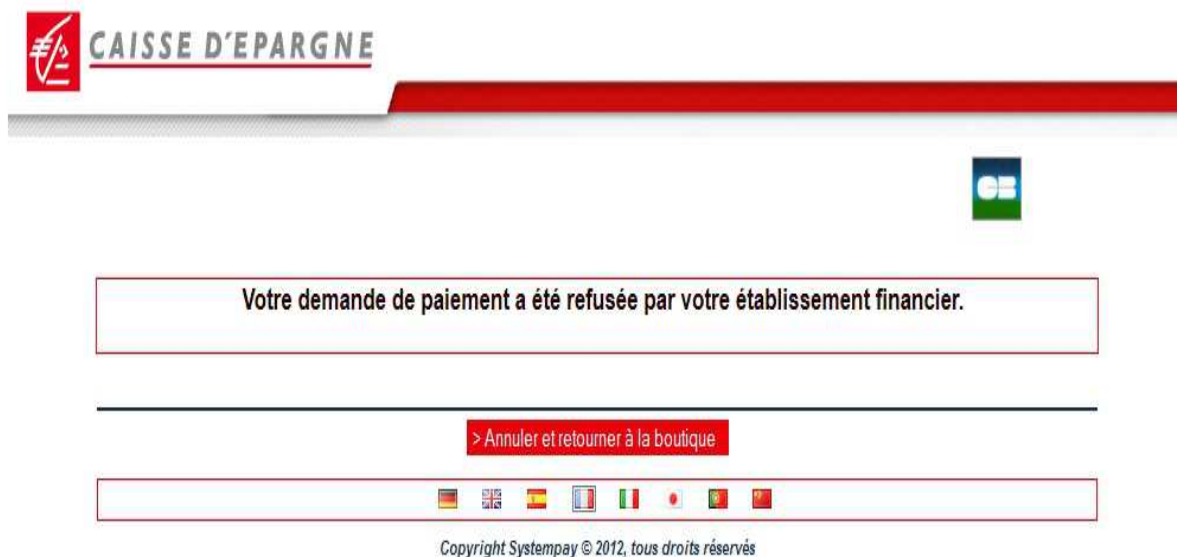 CAISSE D'EPARGNE
CB
Votre demande de paiement a été refusée par votre établissement financier.
> Annuler et retourner à la boutique
Copyright Systempay © 2012, tous droits réservés